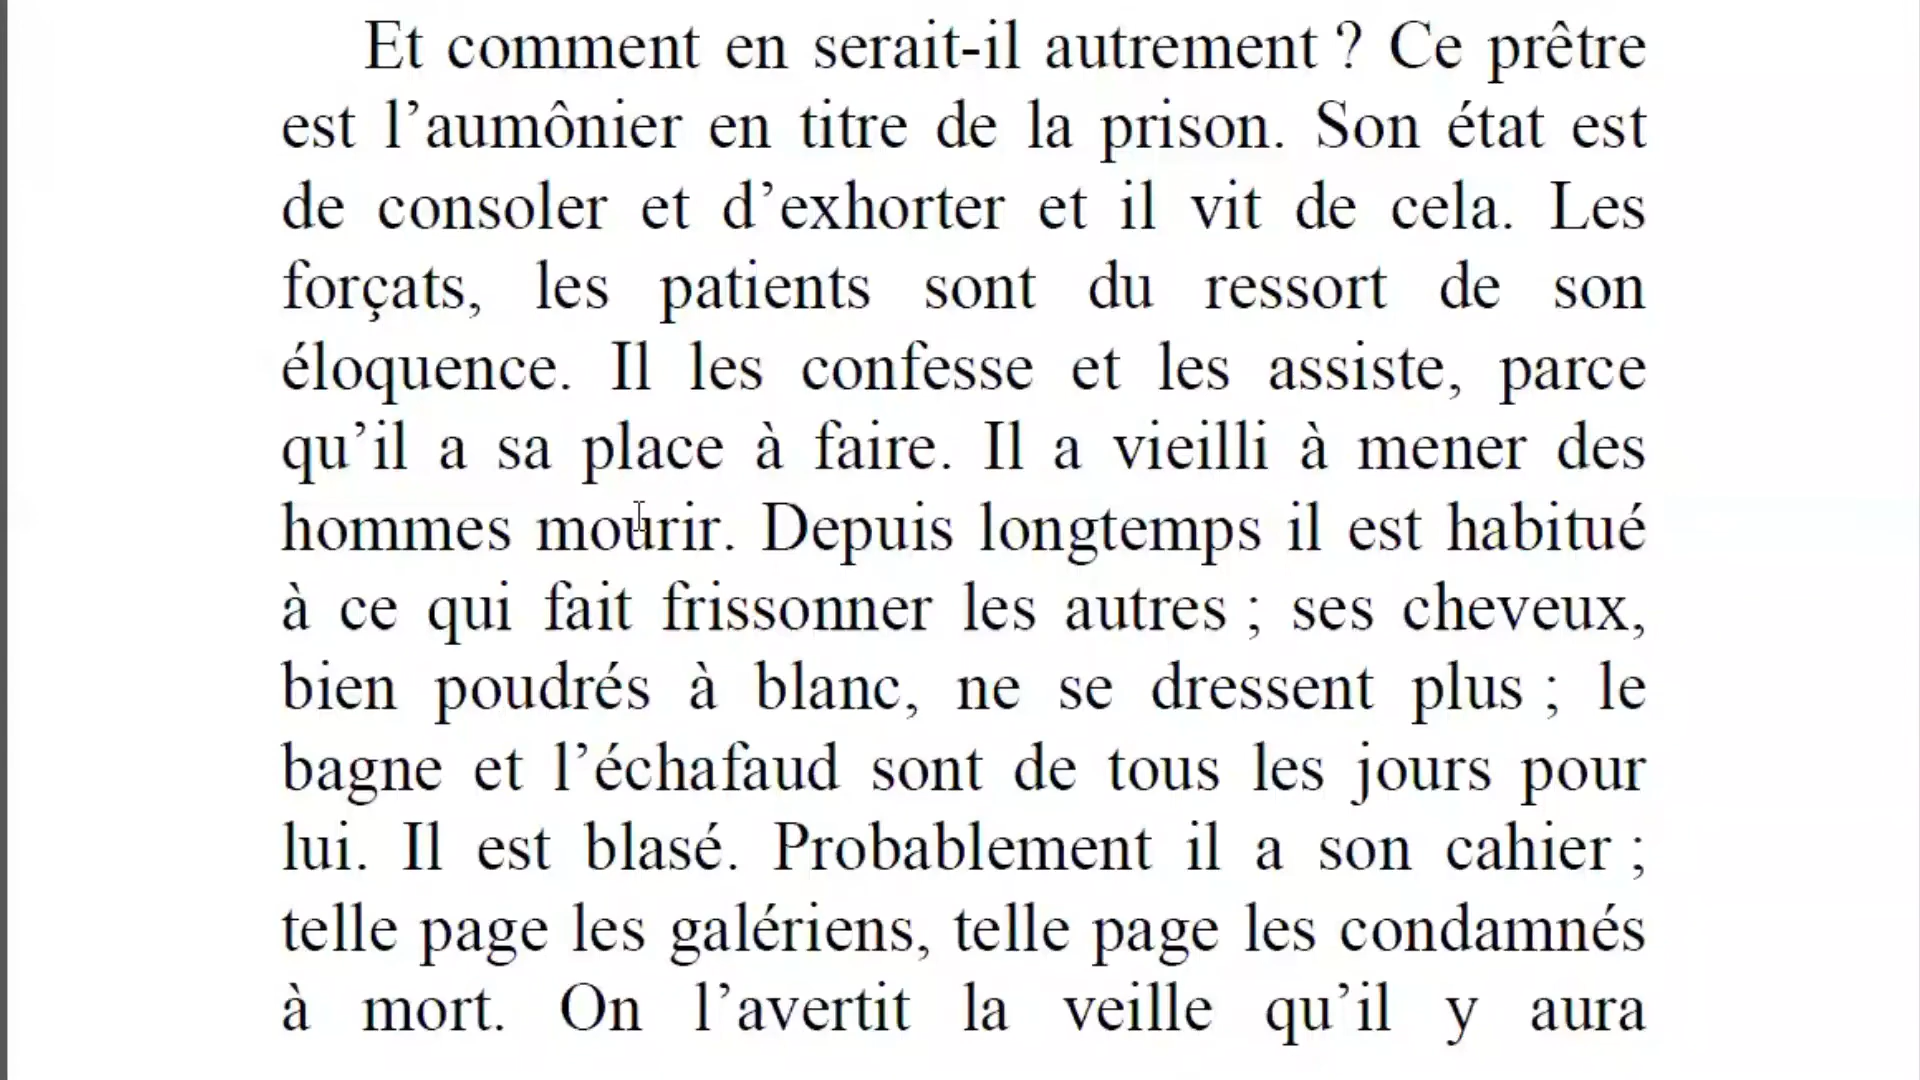 Et comment en serait-il autrement ? Ce prêtre
est l’aumônier en titre de la prison. Son état est
de consoler et d’exhorter et il vit de cela. Les
forçats, les patients sont du ressort de son
éloquence. Il les confesse et les assiste, parce
qu’il a sa place à faire. Il a vieilli à mener des
hommes mourir. Depuis longtemps il est habitué
à ce qui fait frissonner les autres ; ses cheveux,
bien poudrés à blanc, ne se dressent plus ; le
bagne et l’échafaud sont de tous les jours pour
lui. Il est blasé. Probablement il a son cahier ;
telle page les galériens, telle page les condamnés
à mort. On l’avertit la veille qu’il y aura